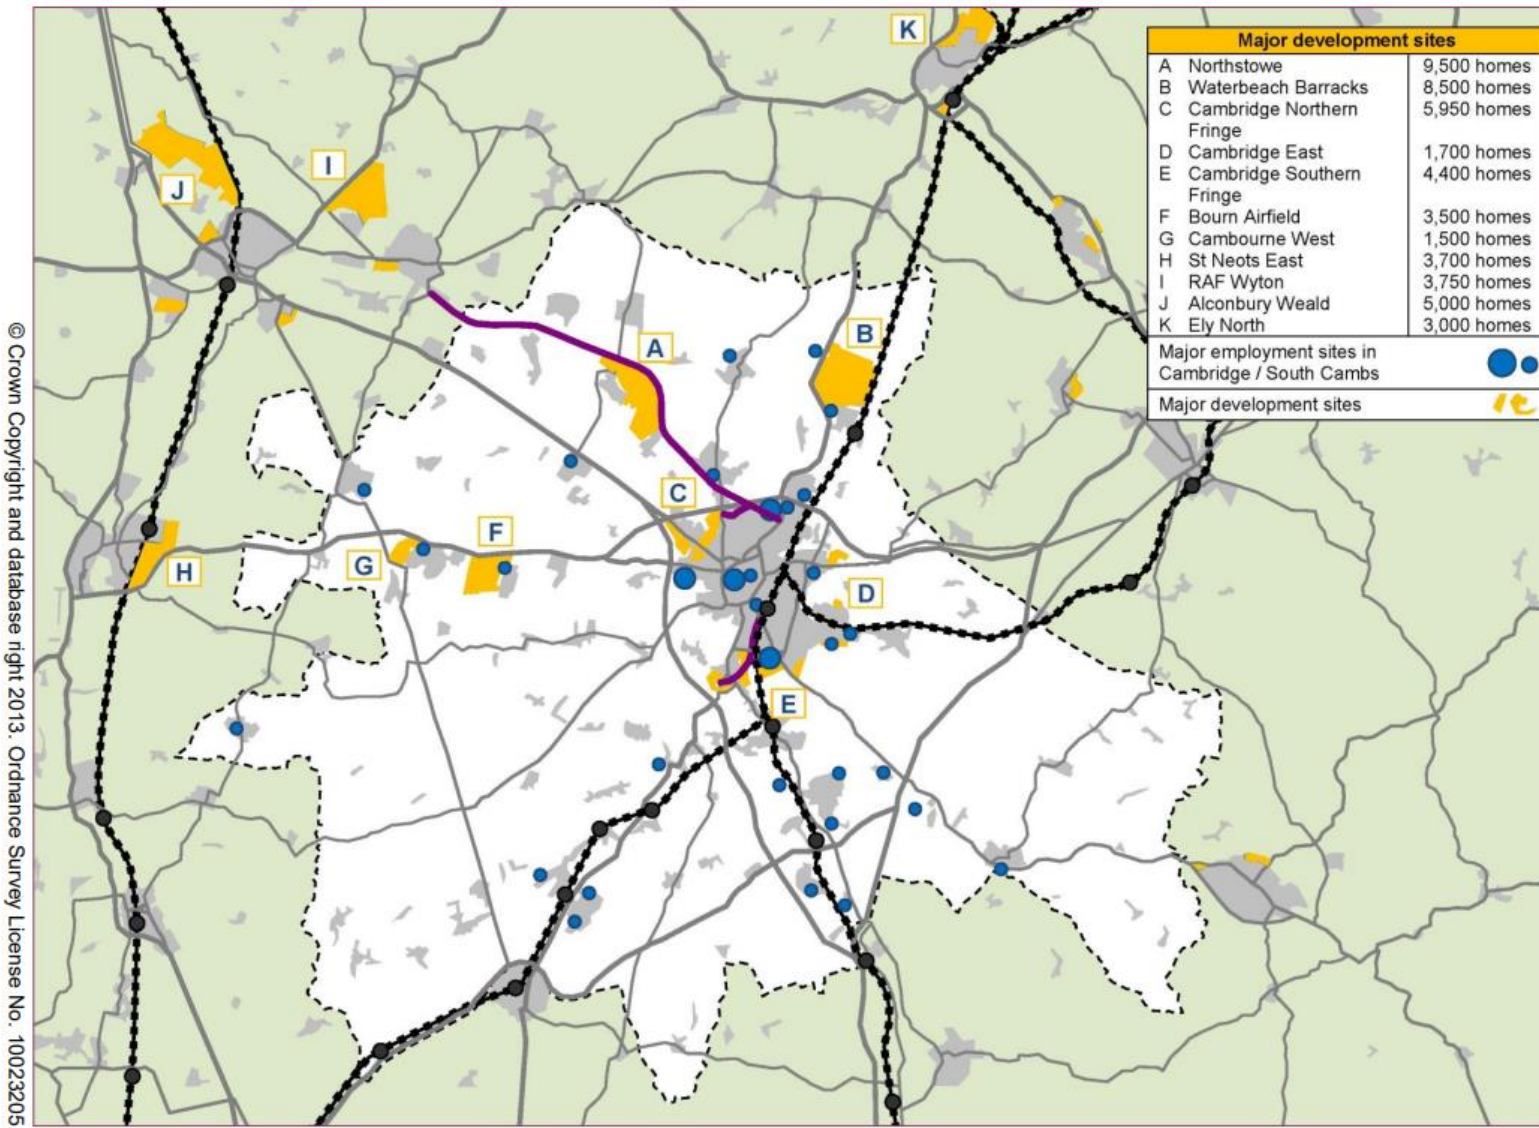 K
Major development sites
A Northstowe 9,500 homes
B Waterbeach Barracks 8,500 homes
C Cambridge Northern 5,950 homes
Fringe
D Cambridge East 1,700 homes
E Cambridge Southern 4,400 homes
Fringe
F Bourn Airfield 3,500 homes
G Cambourne West 1,500 homes
H St Neots East 3,700 homes
I RAF Wyton 3,750 homes
J Alconbury Weald 5,000 homes
K Ely North 3,000 homes
Major employment sites in
Cambridge / South Cambs
Major development sites
I
J
A
B
C
F
G
H
D
E
© Crown Copyright and database right 2013. Ordnance Survey License No. 10023205